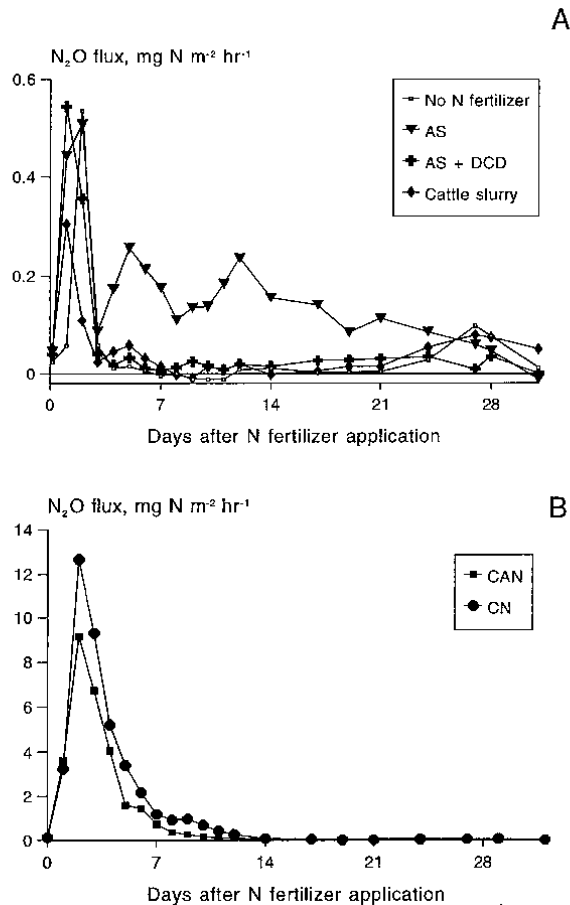 A
N₂O flux, mg N m⁻² hr⁻¹
0.6
0.4
0.2
0
No N fertilizer
AS
AS + DCD
Cattle slurry
0 7 14 21 28
Days after N fertilizer application
B
N₂O flux, mg N m⁻² hr⁻¹
14
12
10
8
6
4
2
0
CAN
CN
0 7 14 21 28
Days after N fertilizer application